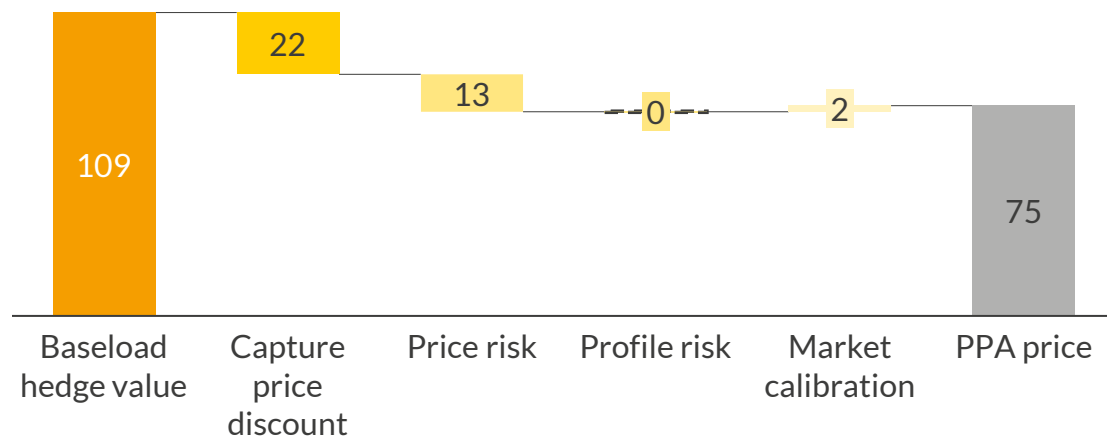 109
22
13
0
2
75
Baseload
hedge value
Capture
price
discount
Price risk
Profile risk
Market
calibration
PPA price